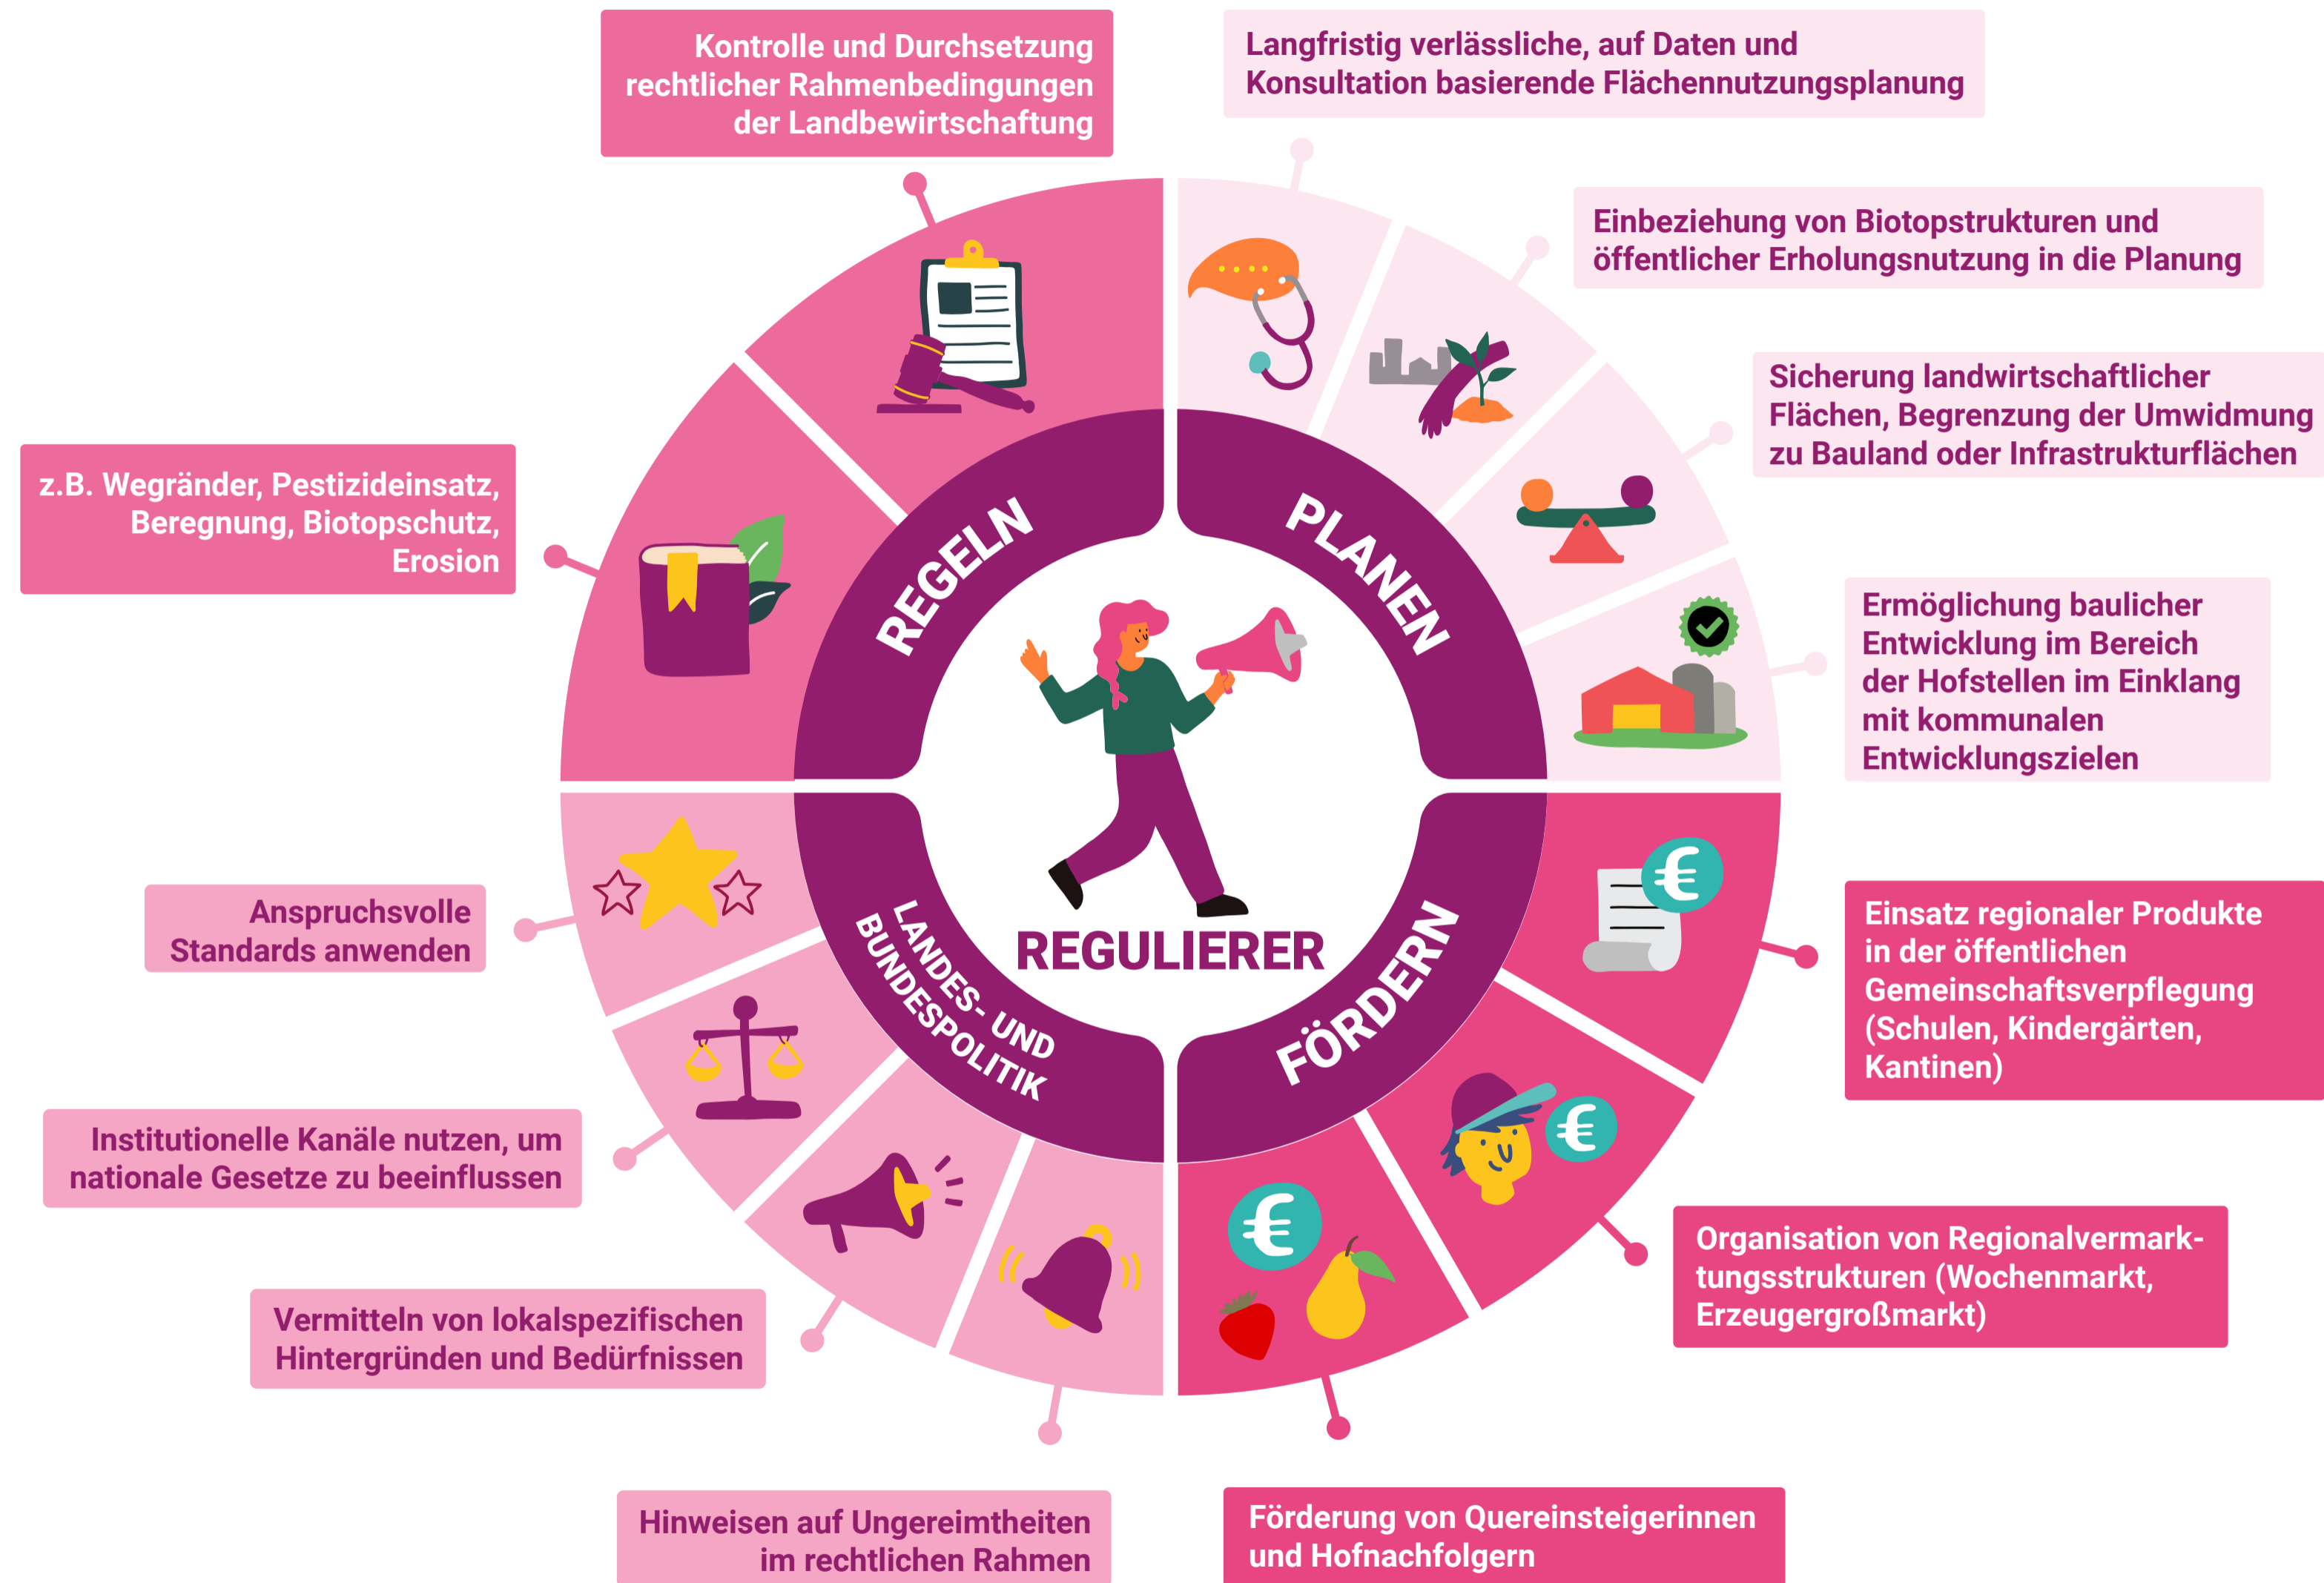 Kontrolle und Durchsetzung
rechtlicher Rahmenbedingungen
der Landbewirtschaftung
Langfristig verlässliche, auf Daten und
Konsultation basierende Flächennutzungsplanung
Einbeziehung von Biotopstrukturen und
öffentlicher Erholungsnutzung in die Planung
Sicherung landwirtschaftlicher
Flächen, Begrenzung der Umwidmung
zu Bauland oder Infrastrukturflächen
z.B. Wegränder, Pestizideinsatz,
Beregnung, Biotopschutz,
Erosion
Ermöglichung baulicher
Entwicklung im Bereich
der Hofstellen im Einklang
mit kommunalen
Entwicklungszielen
REGELN
PLANEN
REGULIERER
LANDES- UND
BUNDESPOLITIK
FÖRDERN
€
Anspruchsvolle
Standards anwenden
Einsatz regionaler Produkte
in der öffentlichen
Gemeinschaftsverpflegung
(Schulen, Kindergärten,
Kantinen)
€
Institutionelle Kanäle nutzen, um
nationale Gesetze zu beeinflussen
€
Organisation von Regionalvermark-
tungsstrukturen (Wochenmarkt,
Erzeugergroßmarkt)
Vermitteln von lokalspezifischen
Hintergründen und Bedürfnissen
Hinweisen auf Ungereimtheiten
im rechtlichen Rahmen
Förderung von Quereinsteigerinnen
und Hofnachfolgern